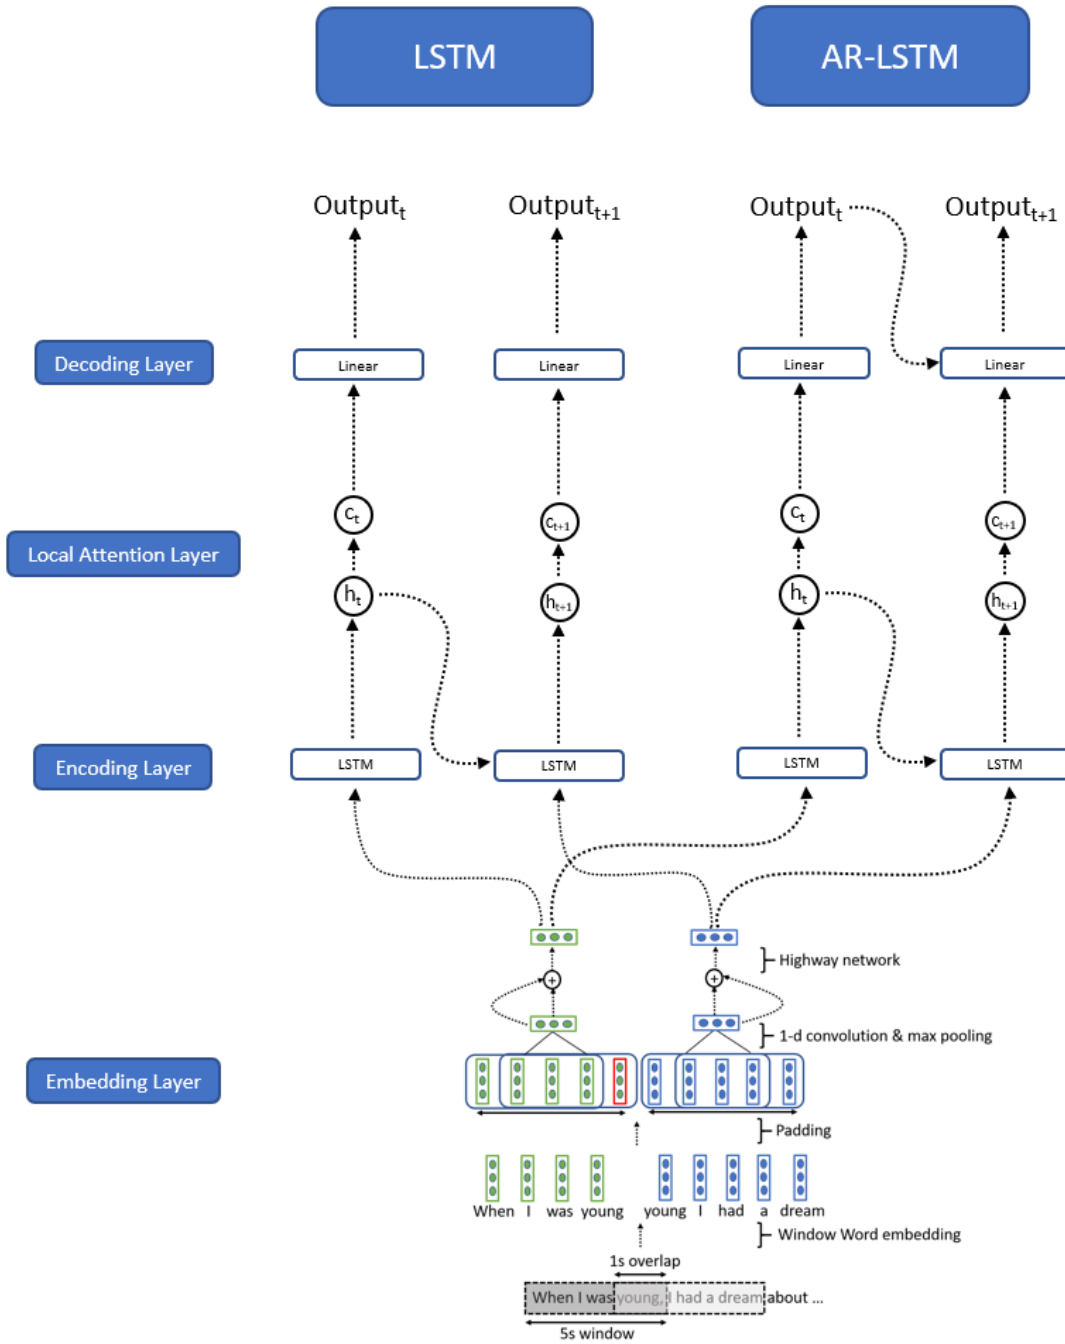 LSTM
AR-LSTM
Output_t
Output_t+1
Output_t
Output_t+1
Decoding Layer
Linear
Linear
Linear
Linear
c_t
c_t+1
c_t
c_t+1
Local Attention Layer
h_t
h_t+1
h_t
h_t+1
Encoding Layer
LSTM
LSTM
LSTM
LSTM
Highway network
+
+
1-d convolution & max pooling
Embedding Layer
Padding
When I was young
young I had a dream
Window Word embedding
1s overlap
When I was young, I had a dream about ...
5s window